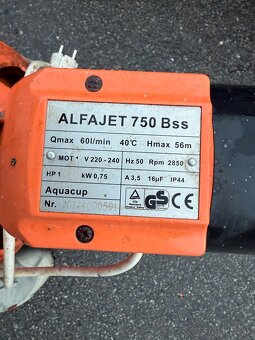 ALFAJET 750 Bss
Qmax 60l/min 40°C Hmax 56m
MOT 1 V 220-240 Hz 50 Rpm 2850
HP 1 kW 0,75 A 3,5 16µF IP44
Aquacup
Nr.
CE TÜV GS